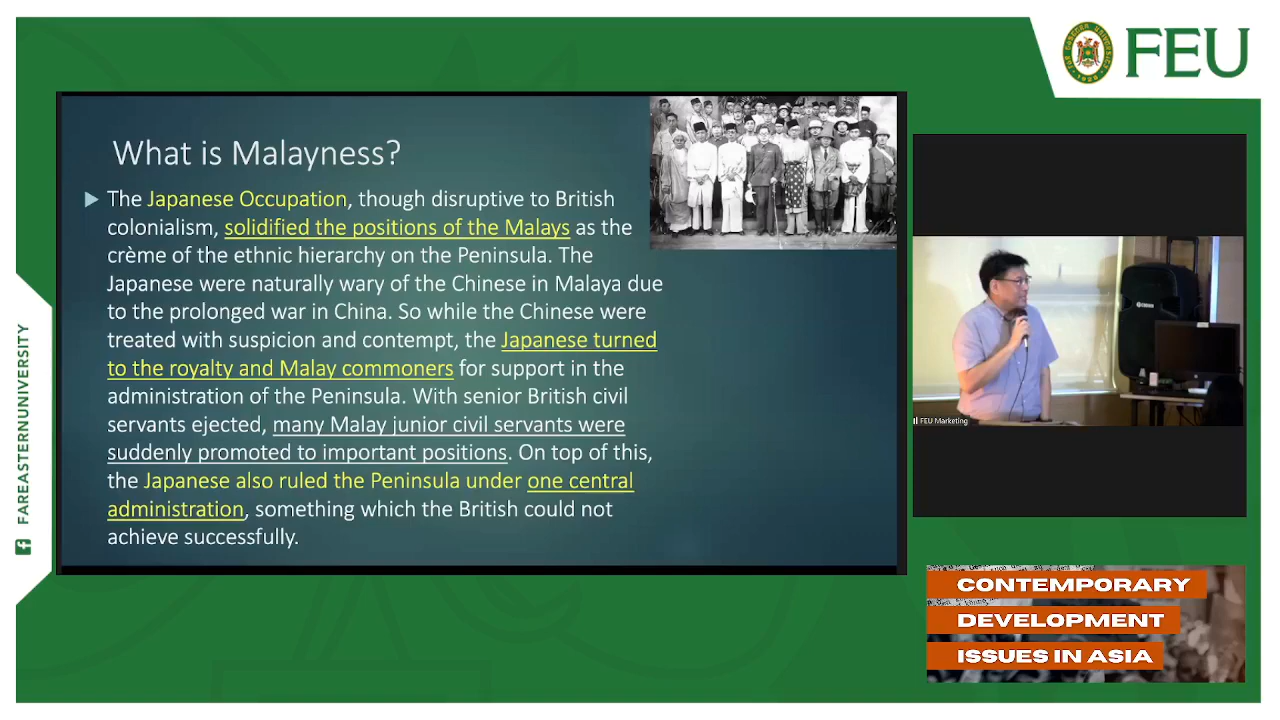 FEU
What is Malayness?
The Japanese Occupation, though disruptive to British
colonialism, solidified the positions of the Malays as the
crème of the ethnic hierarchy on the Peninsula. The
Japanese were naturally wary of the Chinese in Malaya due
to the prolonged war in China. So while the Chinese were
treated with suspicion and contempt, the Japanese turned
to the royalty and Malay commoners for support in the
administration of the Peninsula. With senior British civil
servants ejected, many Malay junior civil servants were
suddenly promoted to important positions. On top of this,
the Japanese also ruled the Peninsula under one central
administration, something which the British could not
achieve successfully.
FEU Marketing
FAREASTERNUNIVERSITY
CONTEMPORARY
DEVELOPMENT
ISSUES IN ASIA